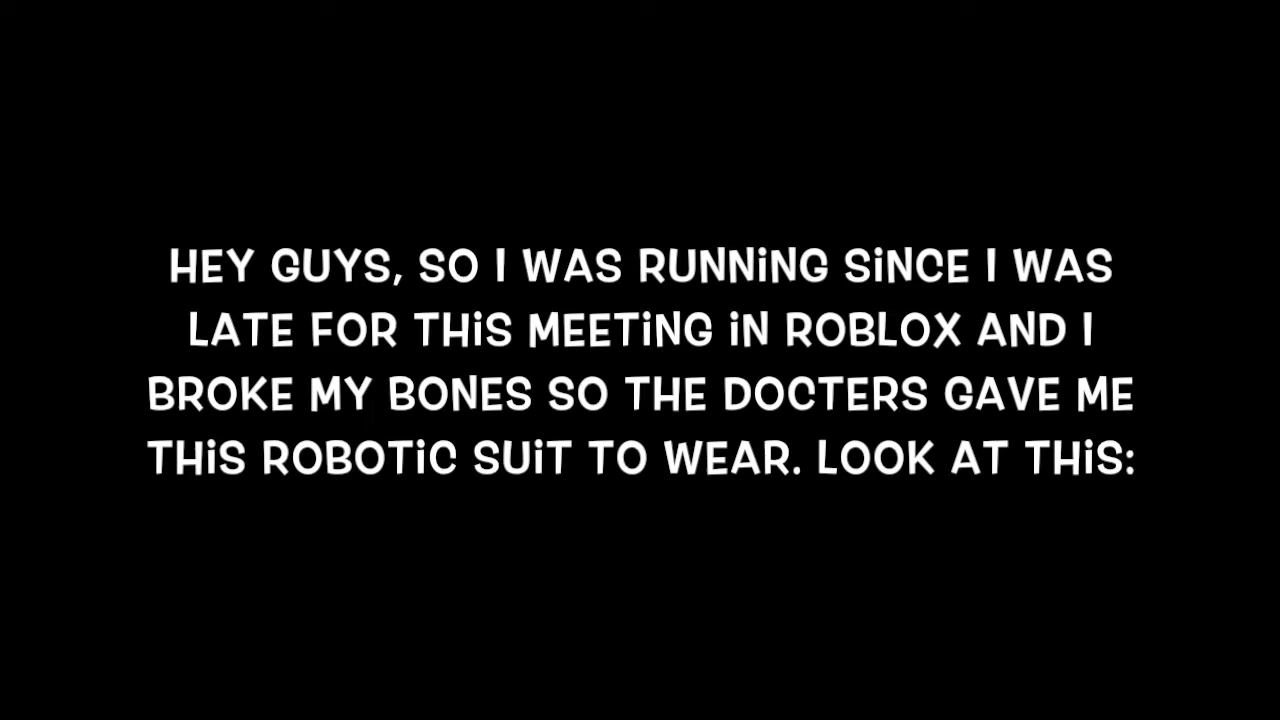 HEY GUYS, SO I WAS RUNNiNG SiNCE I WAS
LATE FOR THiS MEETiNG iN ROBLOX AND I
BROKE MY BONES SO THE DOCTERS GAVE ME
THiS ROBOTiC SUiT TO WEAR. LOOK AT THiS: